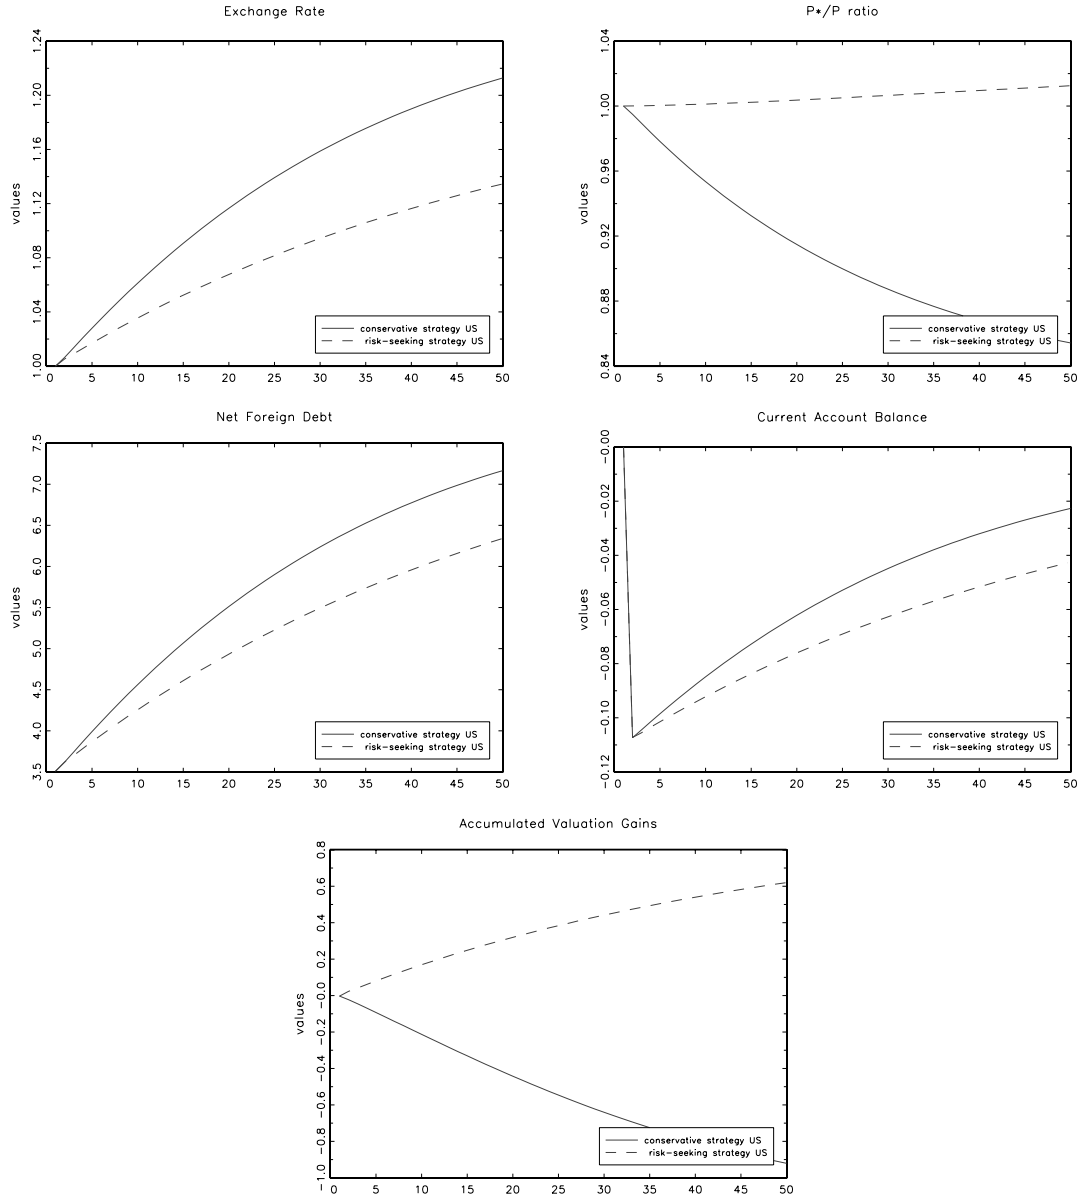 Exchange Rate
values
1.24
1.20
1.16
1.12
1.08
1.04
1.00
0 5 10 15 20 25 30 35 40 45 50
conservative strategy US
risk-seeking strategy US
P*/P ratio
values
1.04
1.00
0.96
0.92
0.88
0.84
0 5 10 15 20 25 30 35 40 45 50
conservative strategy US
risk-seeking strategy US
Net Foreign Debt
values
7.5
7.0
6.5
6.0
5.5
5.0
4.5
4.0
3.5
0 5 10 15 20 25 30 35 40 45 50
conservative strategy US
risk-seeking strategy US
Current Account Balance
values
-0.00
-0.02
-0.04
-0.06
-0.08
-0.10
-0.12
0 5 10 15 20 25 30 35 40 45 50
conservative strategy US
risk-seeking strategy US
Accumulated Valuation Gains
values
0.8
0.6
0.4
0.2
-0.0
-0.2
-0.4
-0.6
-0.8
-1.0
0 5 10 15 20 25 30 35 40 45 50
conservative strategy US
risk-seeking strategy US